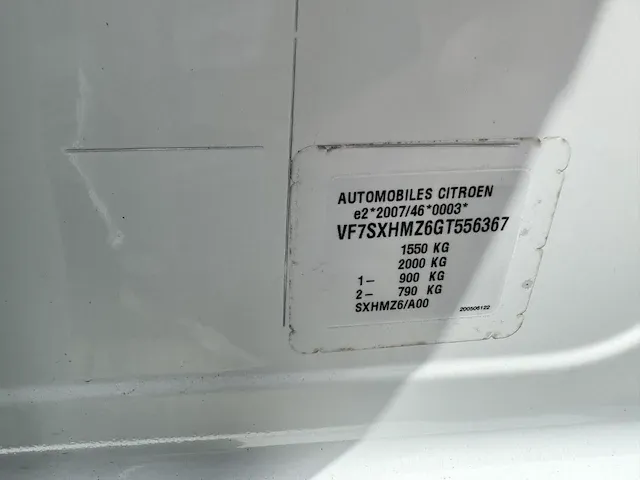 AUTOMOBILES CITROEN
e2*2007/46*0003*
VF7SXHMZ6GT556367
1550 KG
2000 KG
1- 900 KG
2- 790 KG
SXHMZ6/A00
200506122